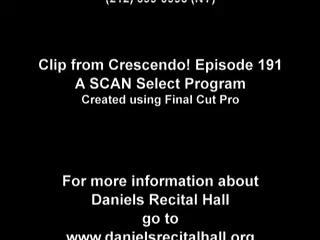 Clip from Crescendo! Episode 191
A SCAN Select Program
Created using Final Cut Pro
For more information about
Daniels Recital Hall
go to
www.danielsrecitalhall.org